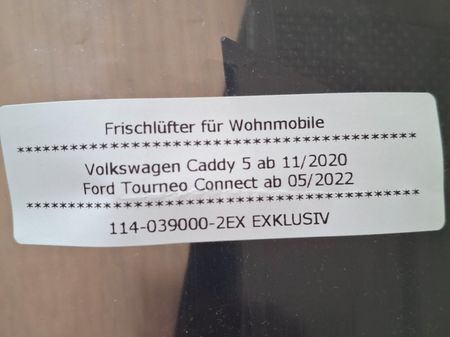 Frischlüfter für Wohnmobile
******************************************
Volkswagen Caddy 5 ab 11/2020
Ford Tourneo Connect ab 05/2022
******************************************
114-039000-2EX EXKLUSIV